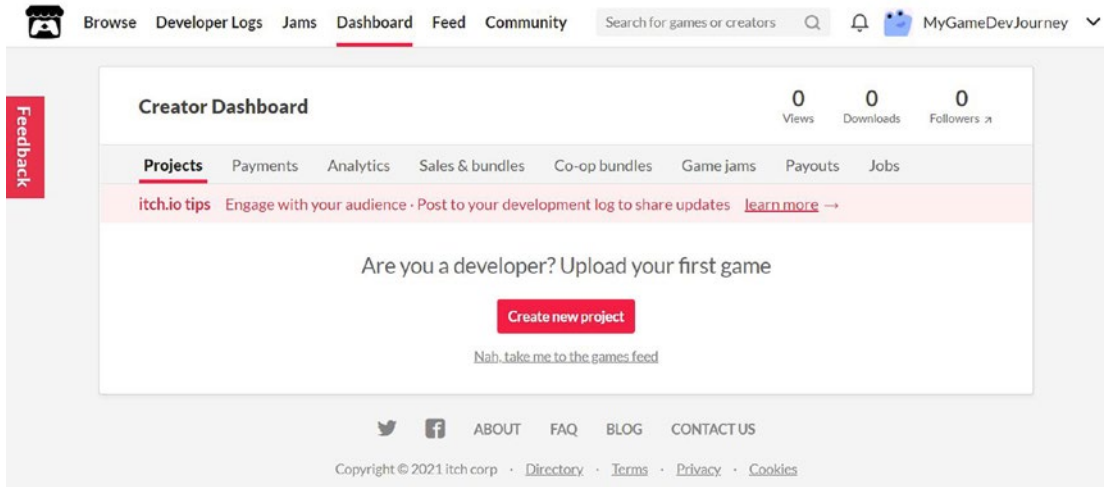 Browse Developer Logs Jams Dashboard Feed Community Search for games or creators MyGameDevJourney
Feedback
Creator Dashboard
0 Views
0 Downloads
0 Followers ↗
Projects Payments Analytics Sales & bundles Co-op bundles Game jams Payouts Jobs
itch.io tips Engage with your audience · Post to your development log to share updates learn more →
Are you a developer? Upload your first game
Create new project
Nah, take me to the games feed
ABOUT FAQ BLOG CONTACT US
Copyright © 2021 itch corp · Directory · Terms · Privacy · Cookies